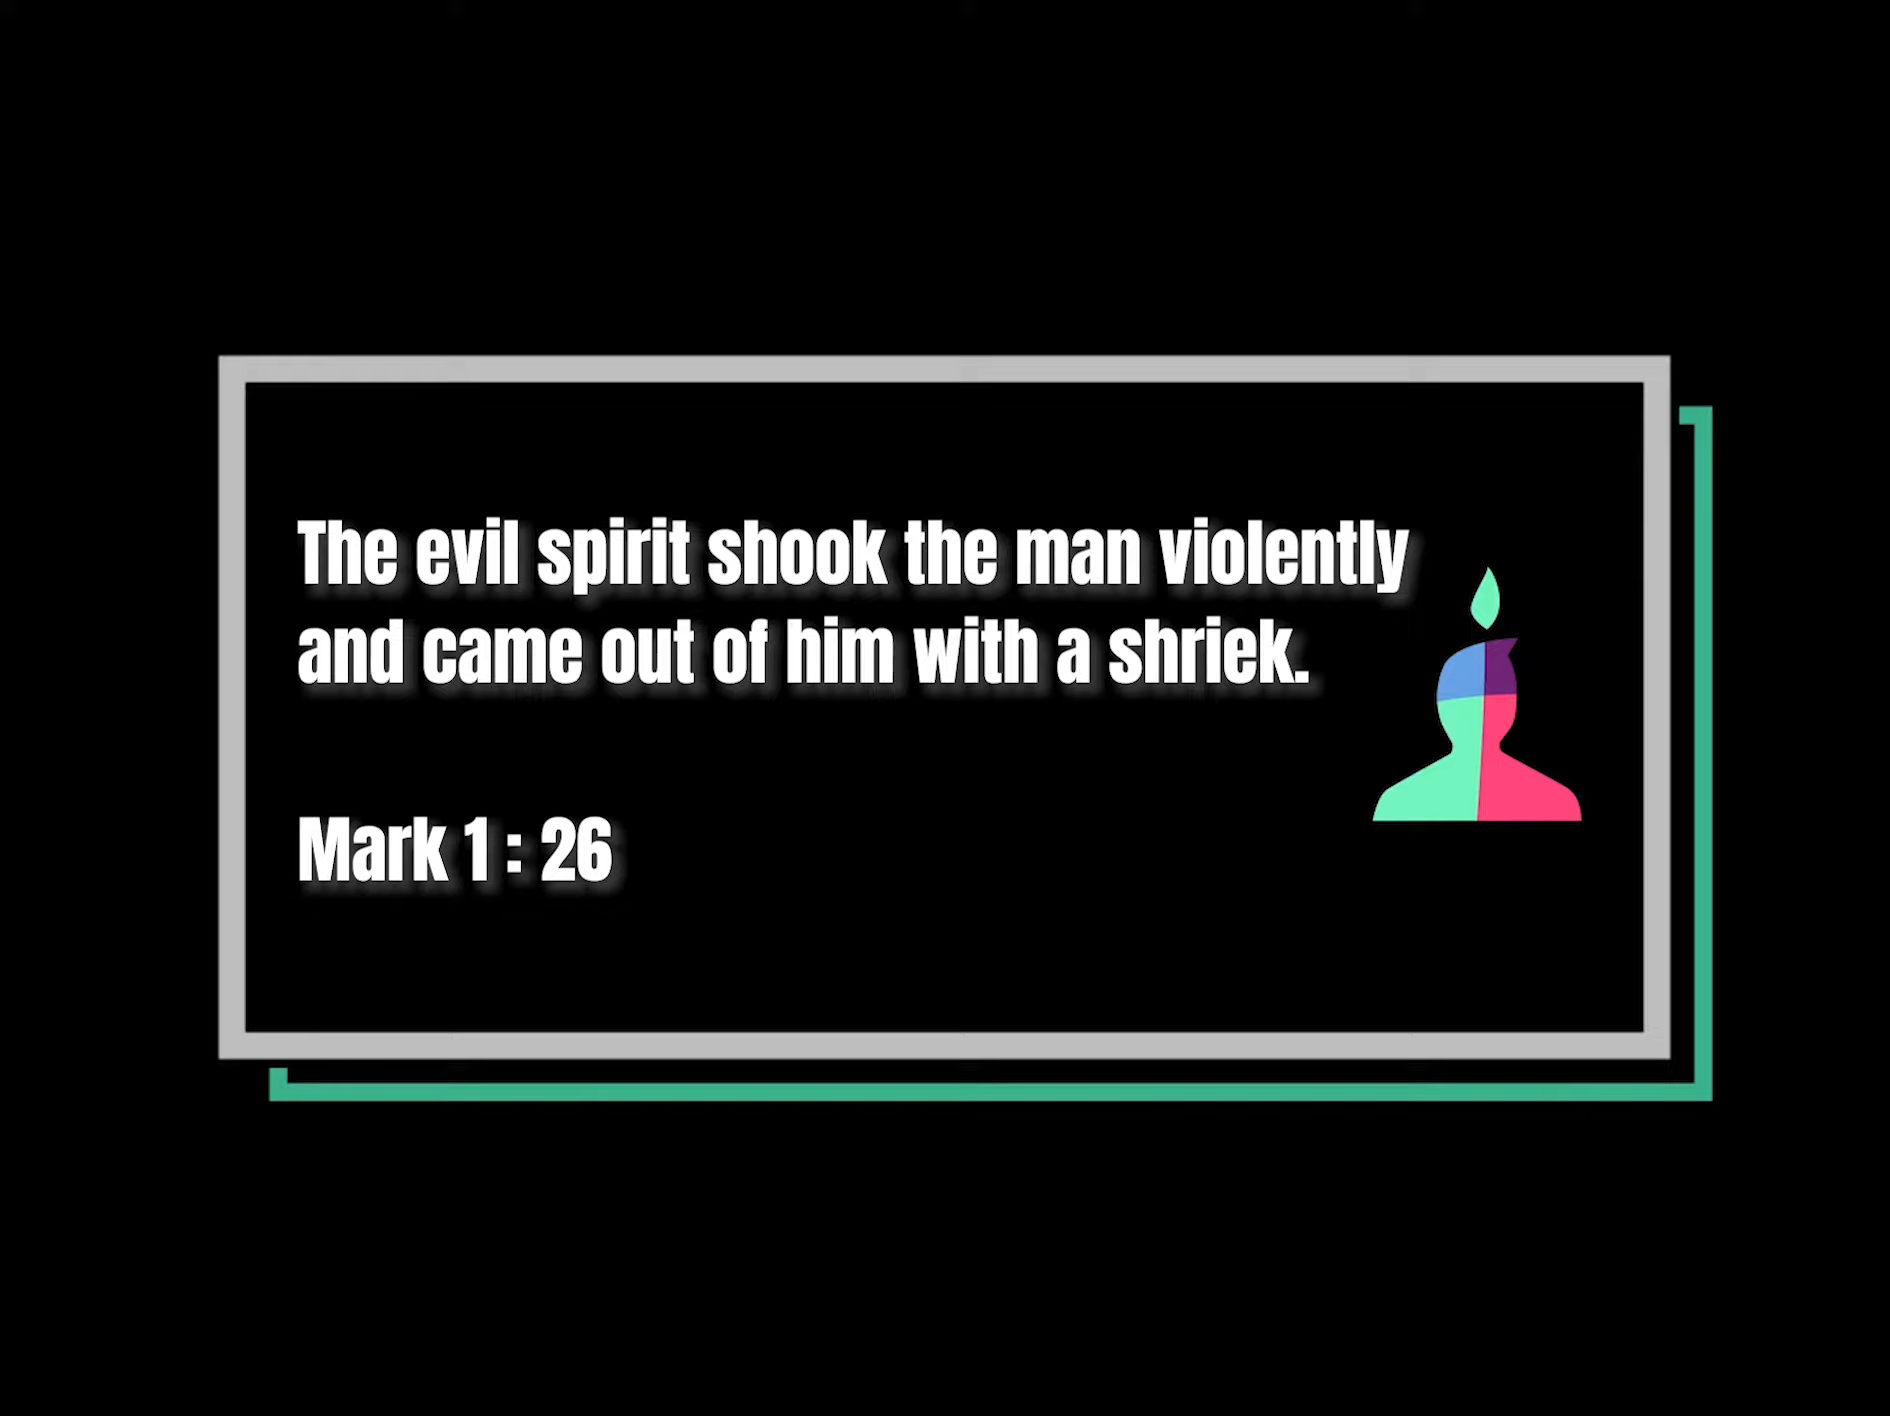 The evil spirit shook the man violently
and came out of him with a shriek.
Mark 1 : 26